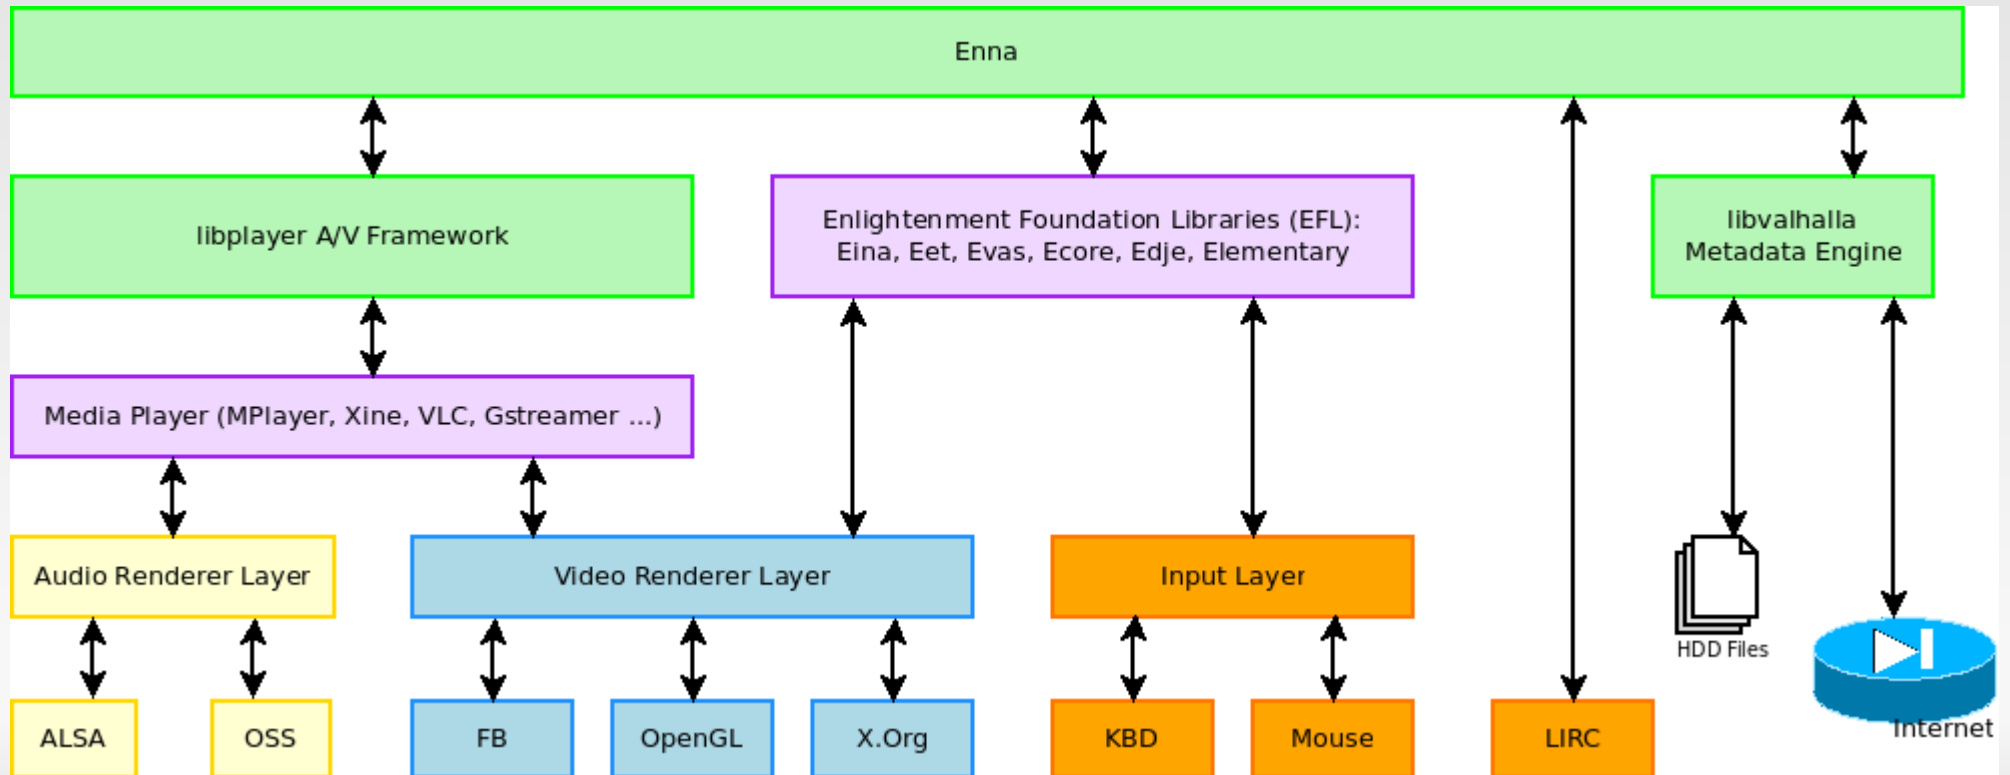 Enna
libplayer A/V Framework
Enlightenment Foundation Libraries (EFL):
Eina, Eet, Evas, Ecore, Edje, Elementary
libvalhalla
Metadata Engine
Media Player (MPlayer, Xine, VLC, Gstreamer ...)
Audio Renderer Layer
Video Renderer Layer
Input Layer
HDD Files
Internet
ALSA
OSS
FB
OpenGL
X.Org
KBD
Mouse
LIRC